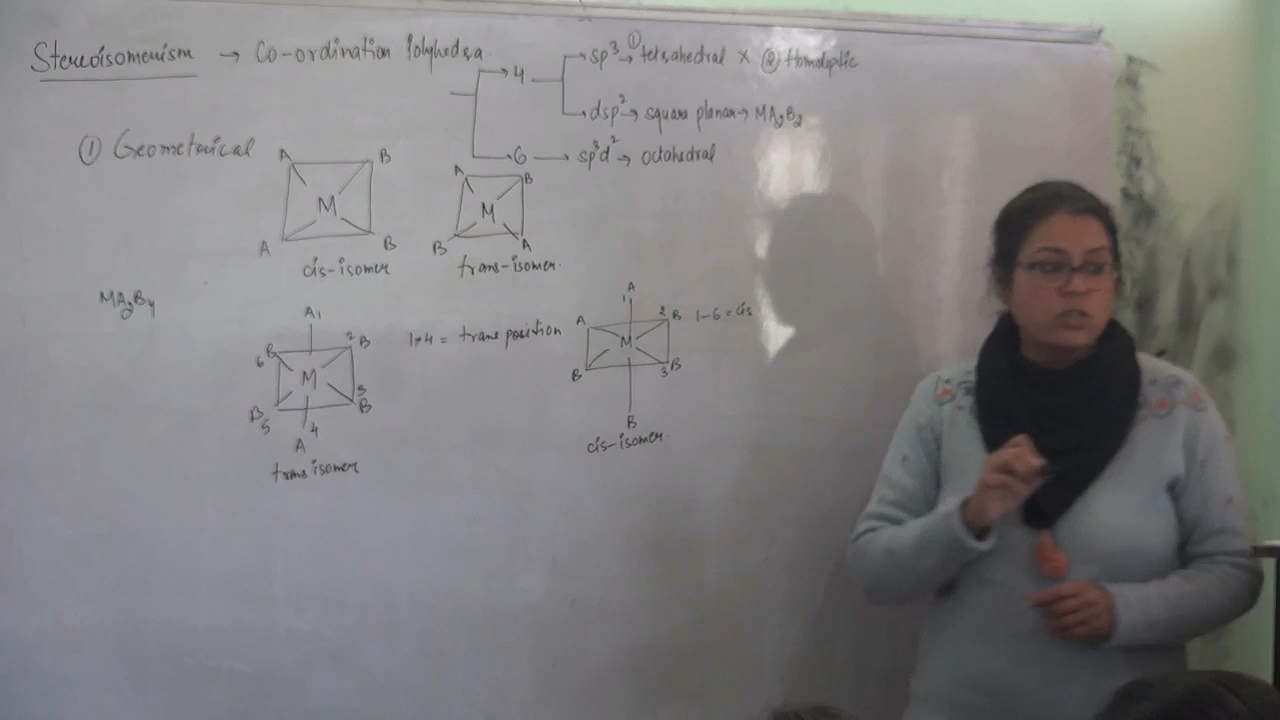 Stereoisomerism → Co-ordination Polyhedra
→ 4 → sp³ → ① tetrahedral × ② Homoliptic
→ dsp² → square planar → MA₂B₂
→ 6 → sp³d² → octahedral
① Geometrical
A B
M
A B
cis-isomer
A B
M
B A
trans-isomer.
MA₂B₄
A 1
6 B 2 B
M
B 5 3 B
A 4
trans isomer
1,4 = trans position
A
1
A 2 B
M
B 3 B
B
cis-isomer.
1-6 = cis